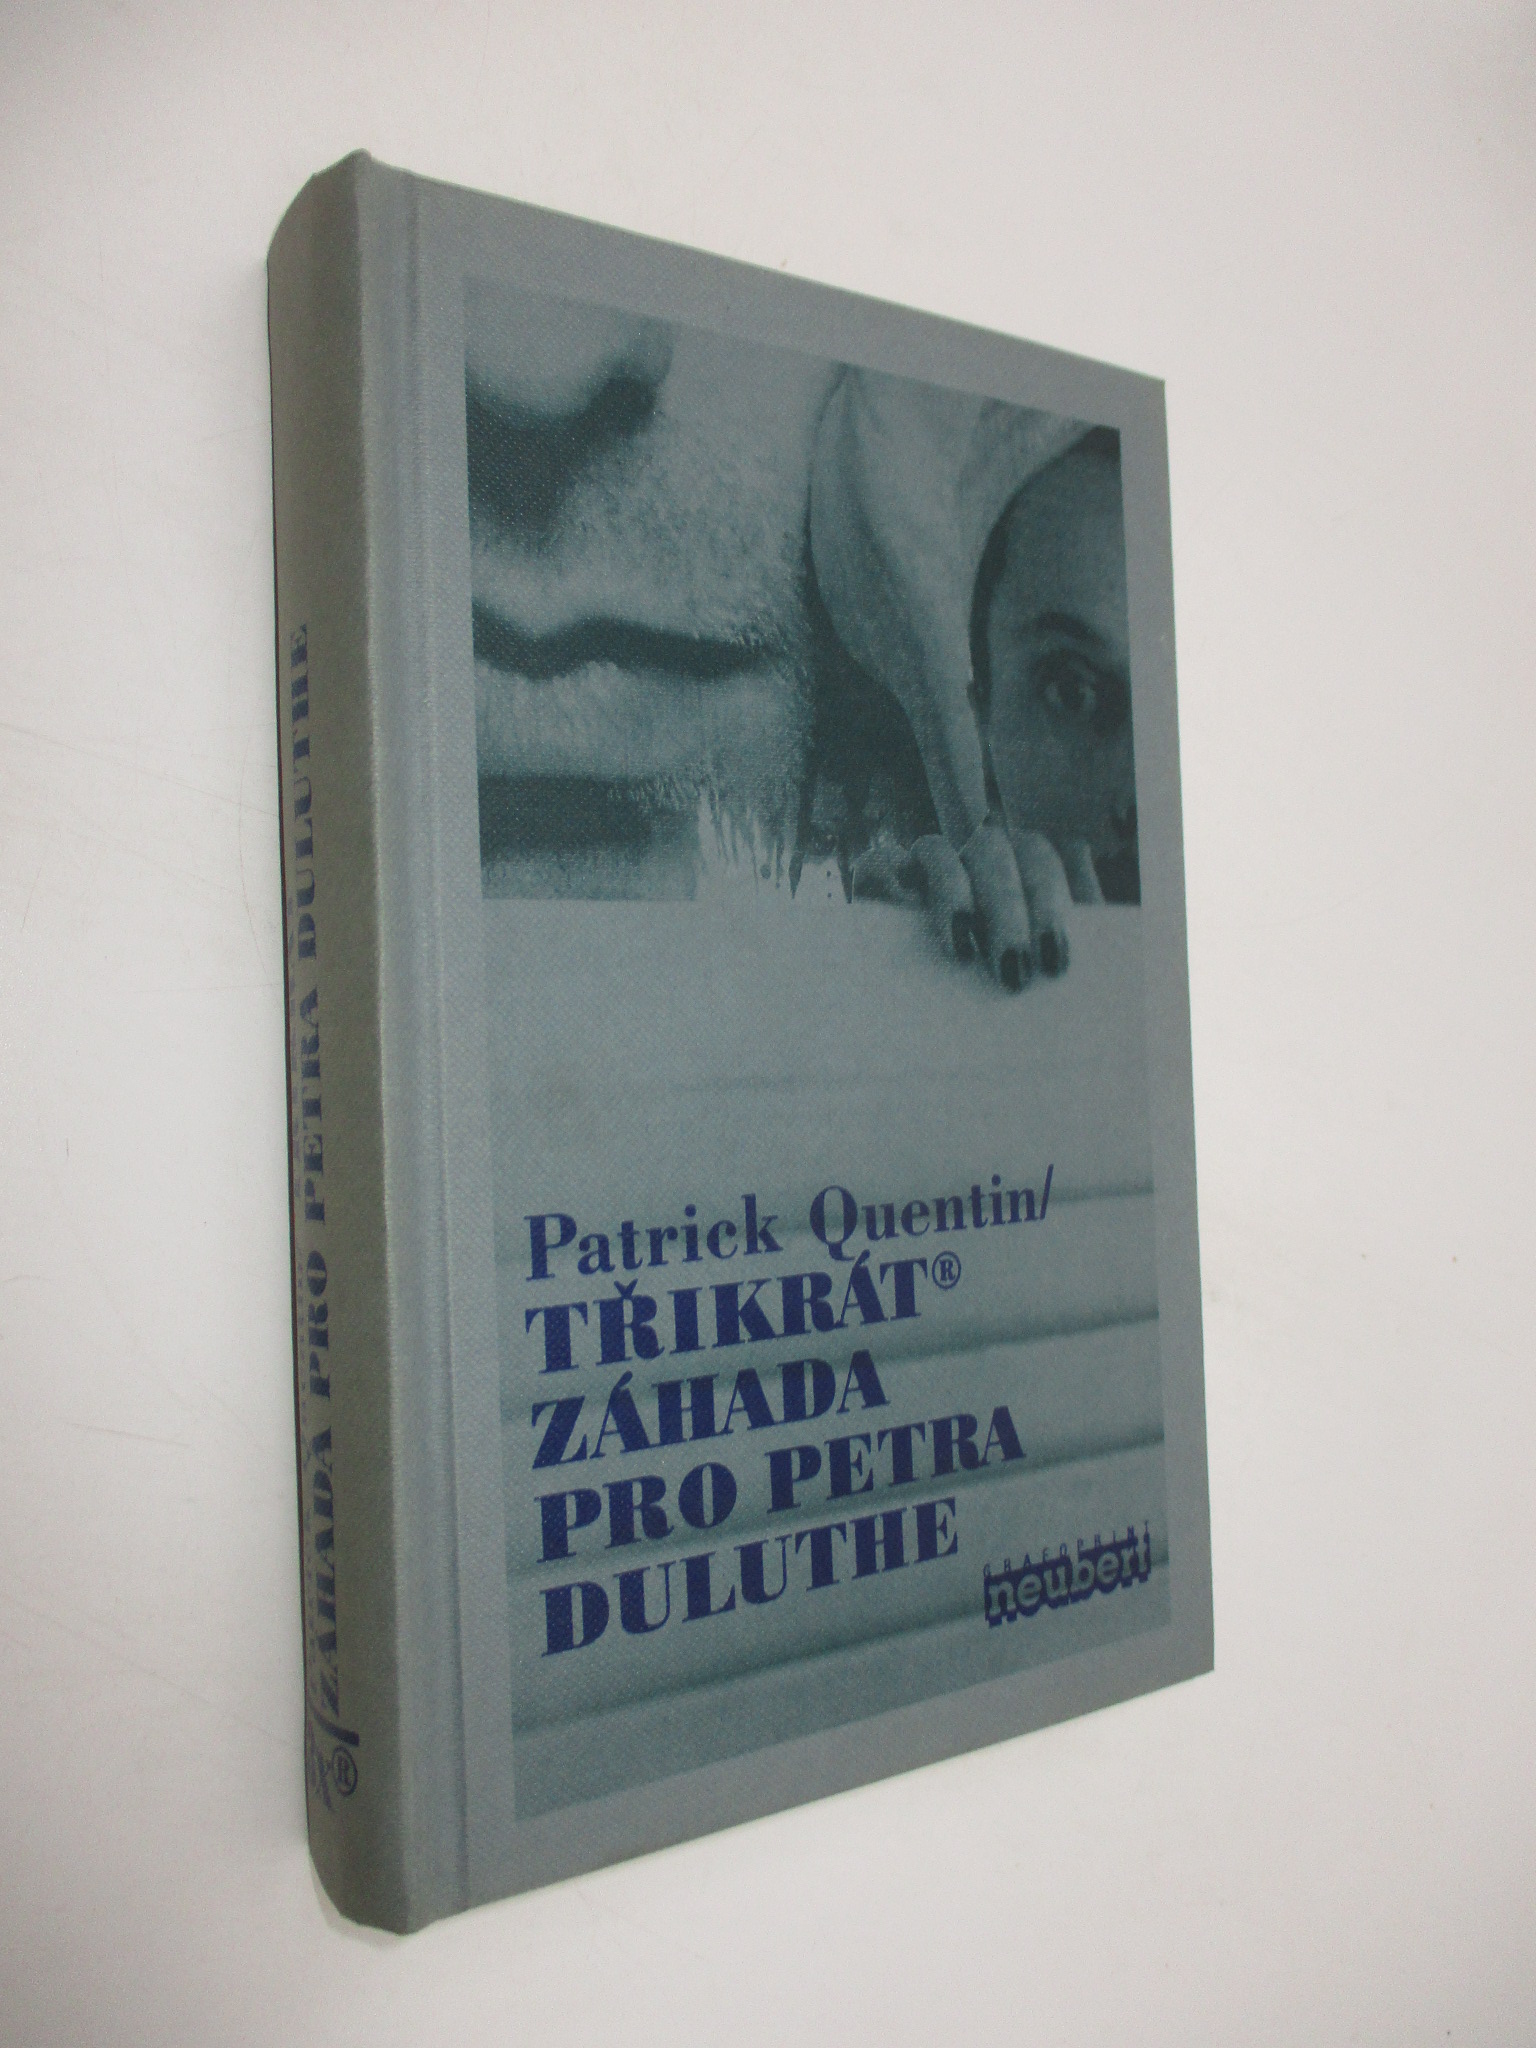 Patrick Quentin/
TŘIKRÁT®
ZÁHADA
PRO PETRA
DULUTHE
GRAFOPRINT
neubert
ZÁHADA PRO PETRA DULUTHE